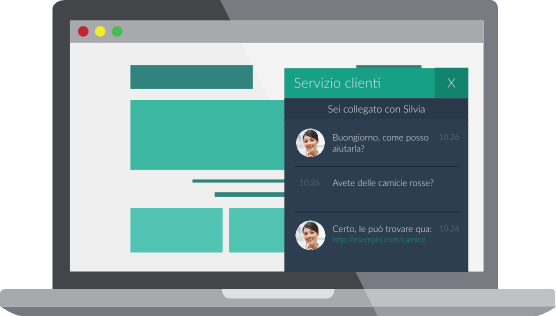 Servizio clienti X
Sei collegato con Silvia
Buongiorno, come posso 10.26
aiutarla?
10.26 Avete delle camicie rosse?
Certo, le può trovare qua: 10.26
http://esempio.com/camicie